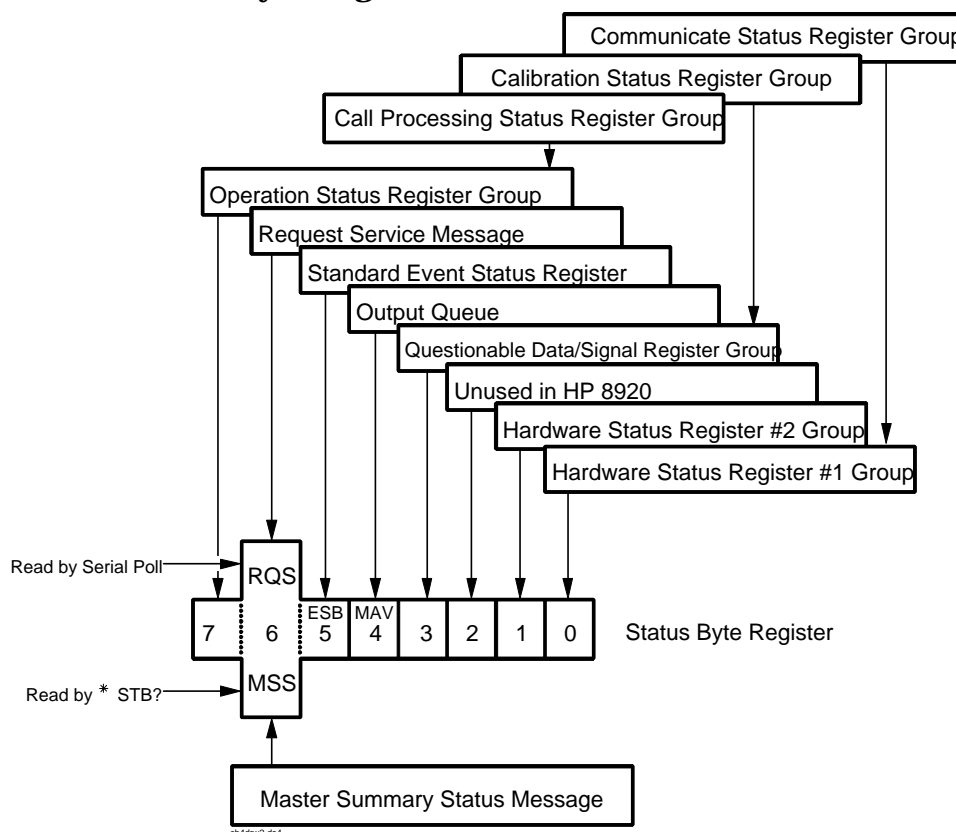 Communicate Status Register Group
Calibration Status Register Group
Call Processing Status Register Group
Operation Status Register Group
Request Service Message
Standard Event Status Register
Output Queue
Questionable Data/Signal Register Group
Unused in HP 8920
Hardware Status Register #2 Group
Hardware Status Register #1 Group
Read by Serial Poll
RQS
ESB MAV
7 6 5 4 3 2 1 0 Status Byte Register
MSS
Read by * STB?
Master Summary Status Message